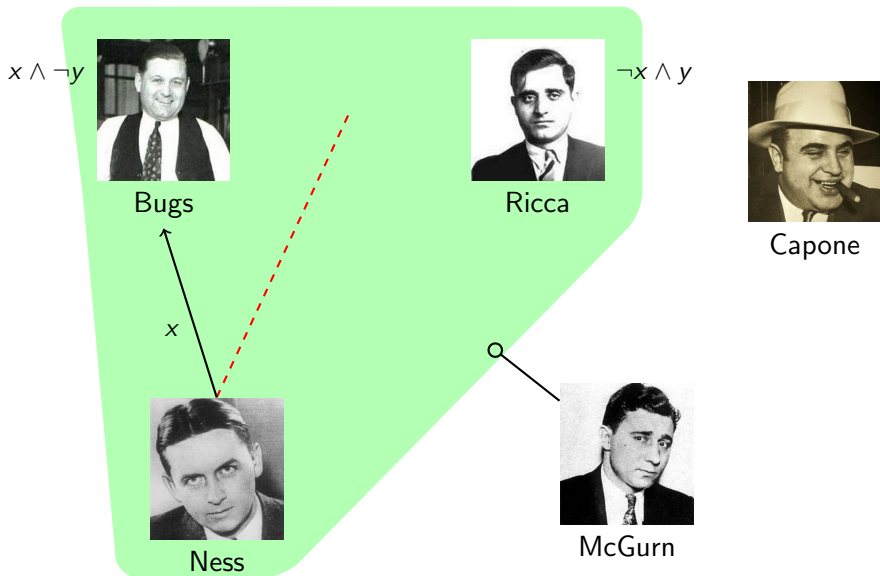 x ∧ ¬y
¬x ∧ y
Bugs
Ricca
Capone
x
McGurn
Ness